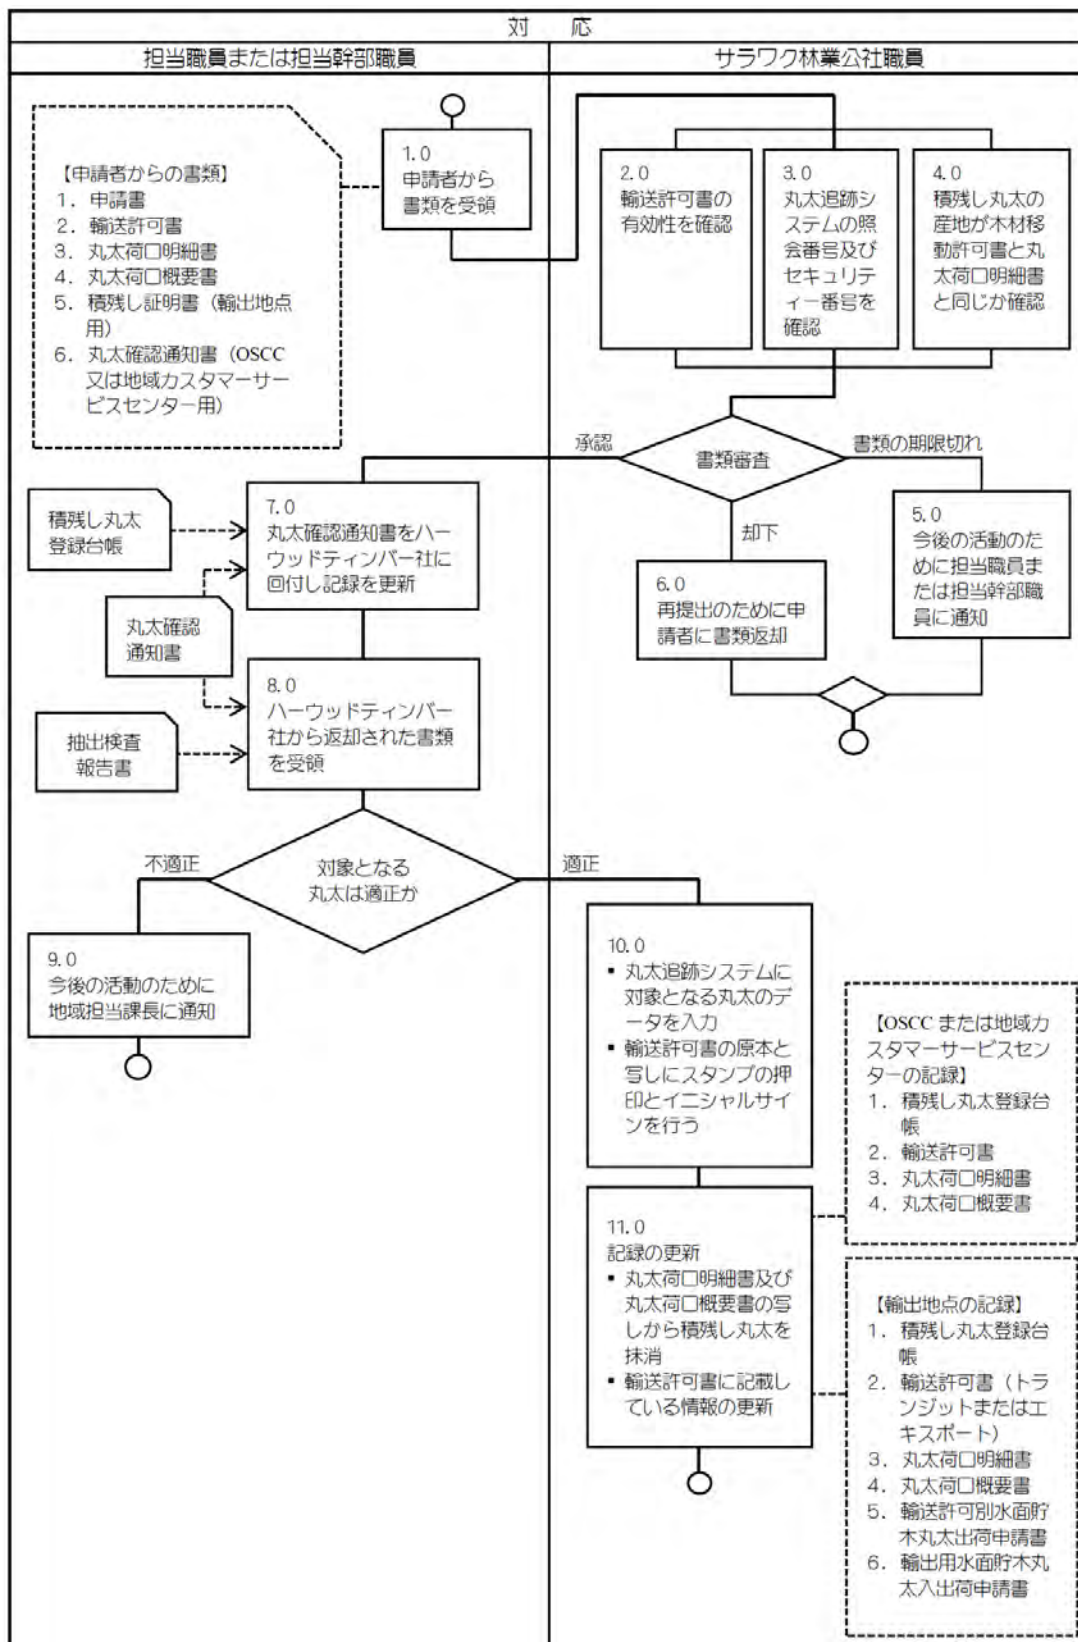 対 応
担当職員または担当幹部職員
サラワク林業公社職員
【申請者からの書類】
1. 申請書
2. 輸送許可書
3. 丸太荷口明細書
4. 丸太荷口概要書
5. 積残し証明書（輸出地点
用）
6. 丸太確認通知書（OSCC
又は地域カスタマーサー
ビスセンター用）
1.0
申請者から
書類を受領
2.0
輸送許可書の
有効性を確認
3.0
丸太追跡シ
ステムの照
会番号及び
セキュリテ
ィー番号を
確認
4.0
積残し丸太の
産地が木材移
動許可書と丸
太荷口明細書
と同じか確認
書類審査
承認
書類の期限切れ
却下
5.0
今後の活動のた
めに担当職員ま
たは担当幹部職
員に通知
6.0
再提出のために申
請者に書類返却
積残し丸太
登録台帳
7.0
丸太確認通知書をハー
ウッドティンバー社に
回付し記録を更新
丸太確認
通知書
8.0
ハーウッドティンバー
社から返却された書類
を受領
抽出検査
報告書
対象となる
丸太は適正か
不適正
適正
9.0
今後の活動のために
地域担当課長に通知
10.0
▪ 丸太追跡システムに
対象となる丸太のデ
ータを入力
▪ 輸送許可書の原本と
写しにスタンプの押
印とイニシャルサイ
ンを行う
11.0
記録の更新
▪ 丸太荷口明細書及び
丸太荷口概要書の写
しから積残し丸太を
抹消
▪ 輸送許可書に記載し
ている情報の更新
【OSCC または地域カ
スタマーサービスセン
ターの記録】
1. 積残し丸太登録台
帳
2. 輸送許可書
3. 丸太荷口明細書
4. 丸太荷口概要書
【輸出地点の記録】
1. 積残し丸太登録台
帳
2. 輸送許可書（トラ
ンジットまたはエ
キスポート）
3. 丸太荷口明細書
4. 丸太荷口概要書
5. 輸送許可別水面貯
木丸太出荷申請書
6. 輸出用水面貯木丸
太入出荷申請書